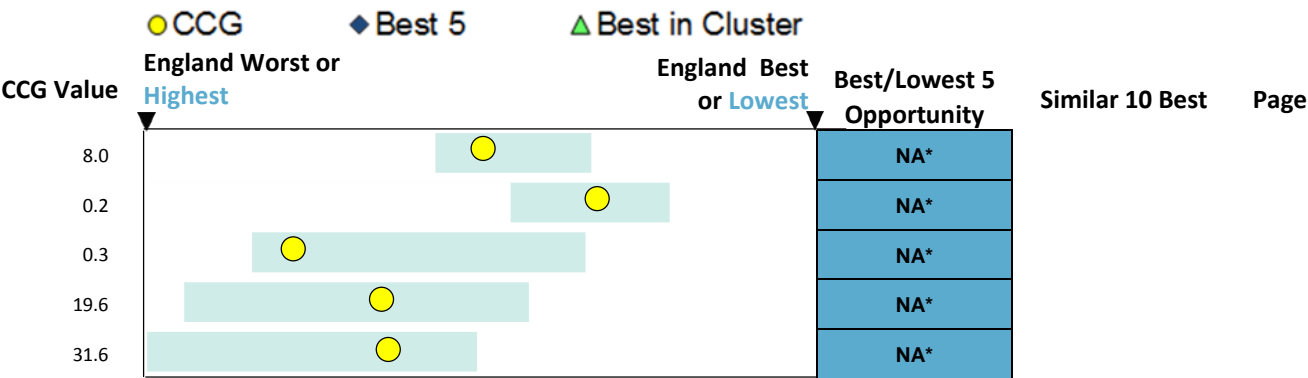 CCG Best 5 Best in Cluster
CCG Value England Worst or Highest England Best or Lowest Best/Lowest 5 Opportunity Similar 10 Best Page
8.0 NA*
0.2 NA*
0.3 NA*
19.6 NA*
31.6 NA*